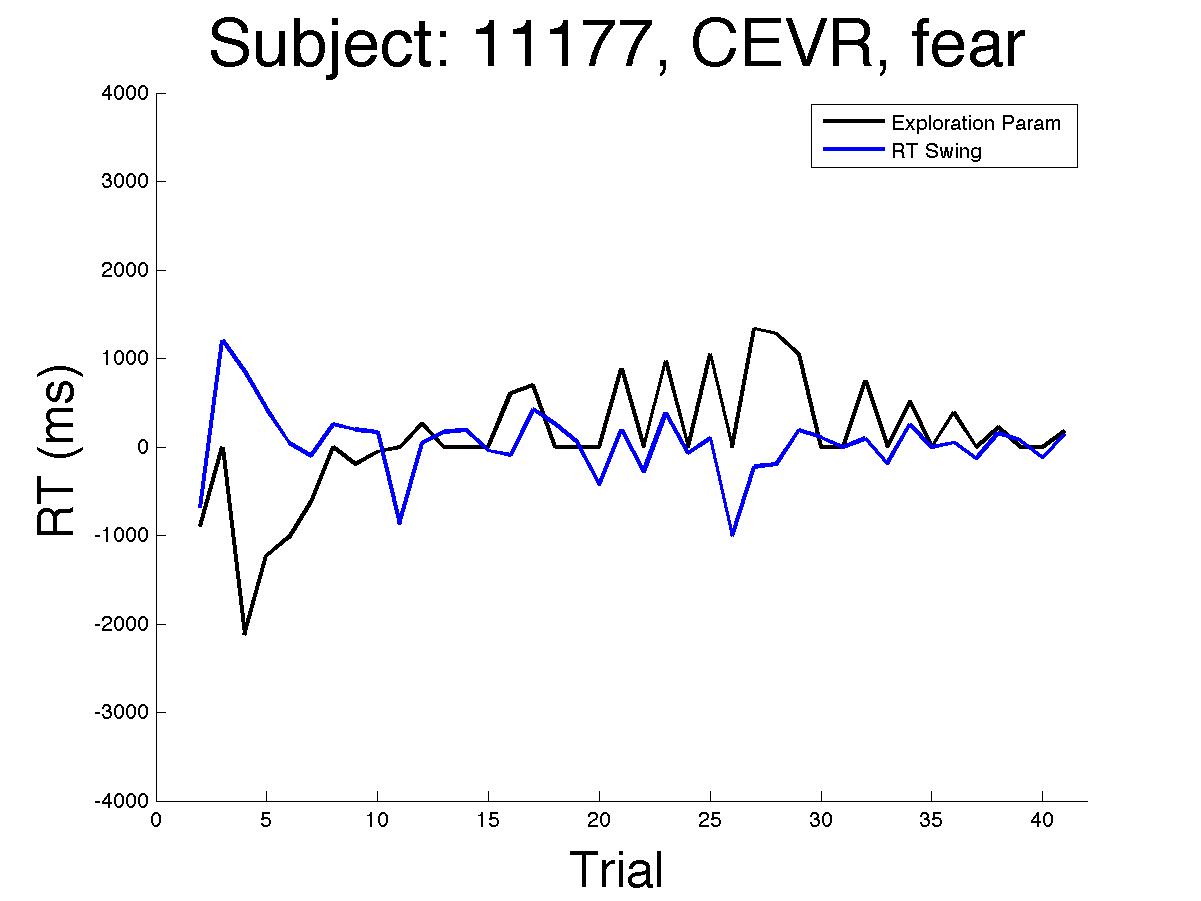 Subject: 11177, CEVR, fear
4000
3000
2000
1000
0
-1000
-2000
-3000
-4000
RT (ms)
Exploration Param
RT Swing
0 5 10 15 20 25 30 35 40
Trial